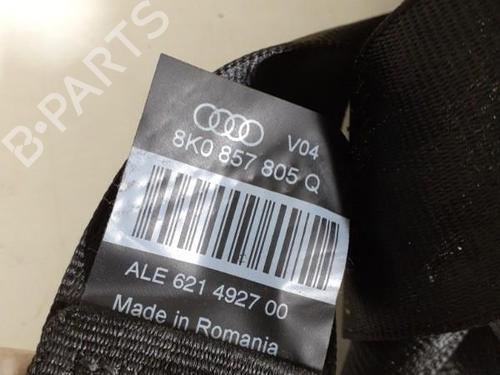 B-PARTS
V04
8K0 857 805 Q
ALE 621 4927 00
Made in Romania